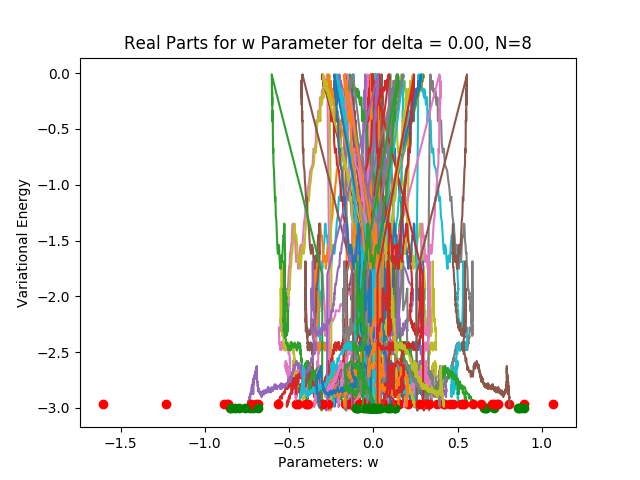 Real Parts for w Parameter for delta = 0.00, N=8
Variational Energy
0.0
−0.5
−1.0
−1.5
−2.0
−2.5
−3.0
−1.5 −1.0 −0.5 0.0 0.5 1.0
Parameters: w